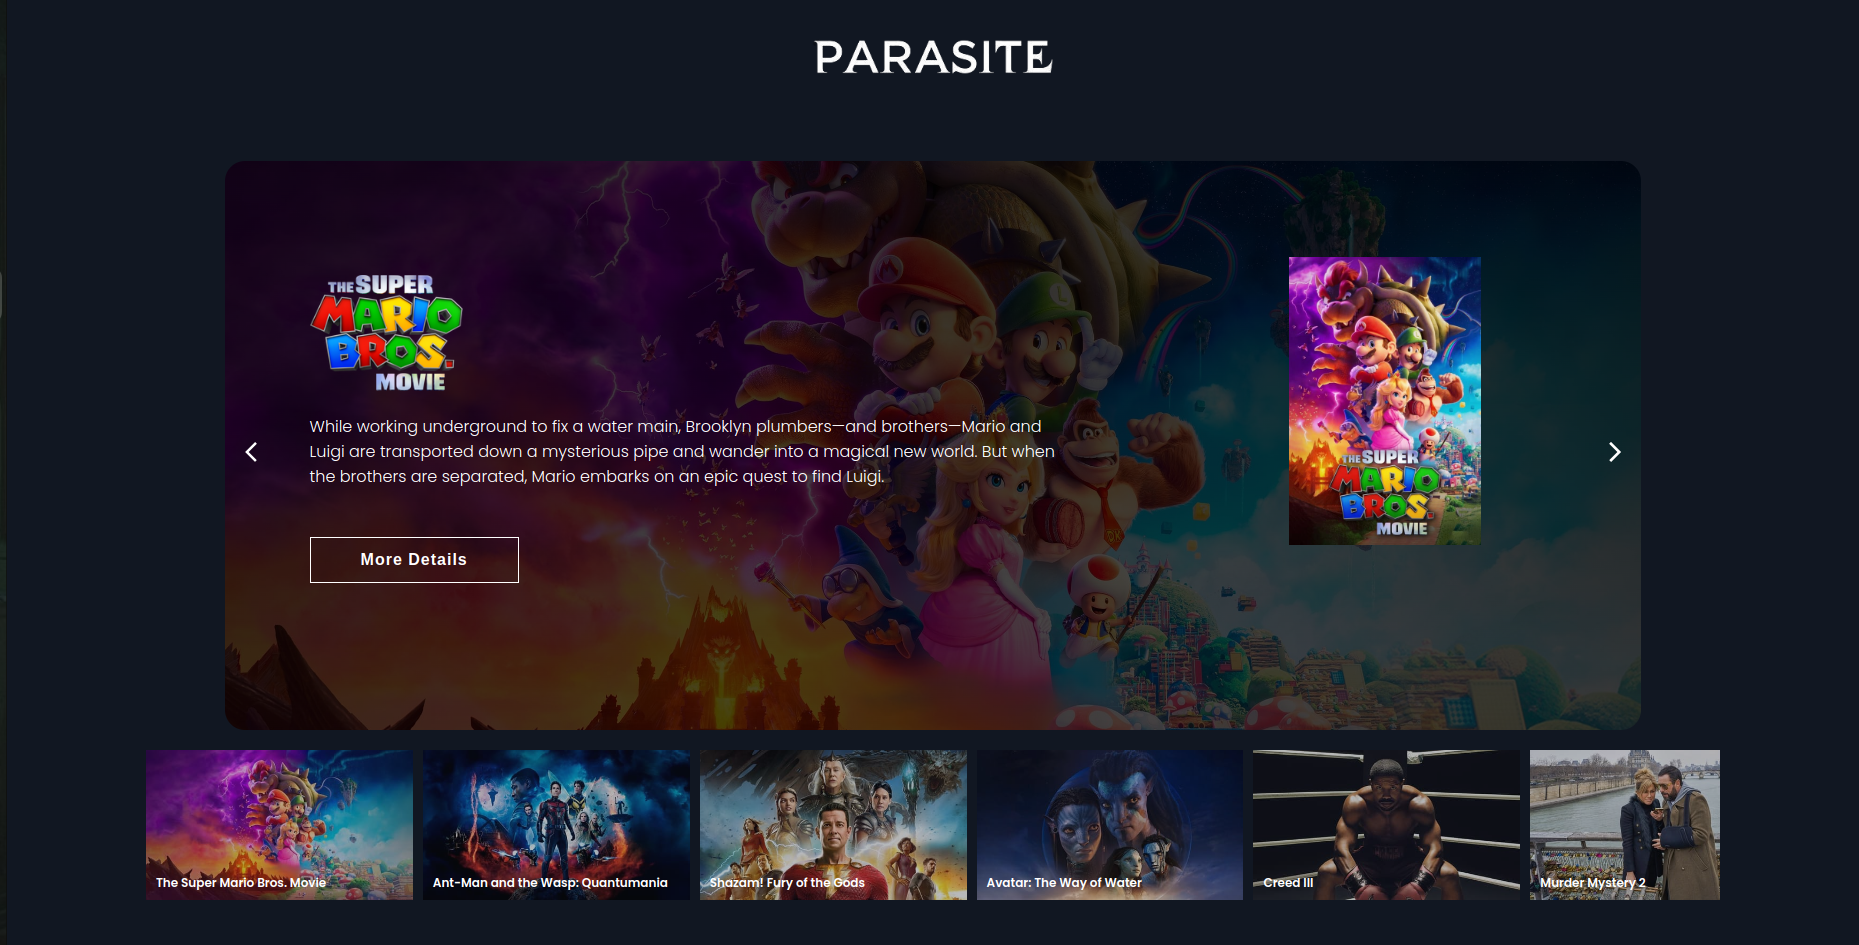 PARASITE
THE SUPER
MARIO
BROS.
MOVIE
While working underground to fix a water main, Brooklyn plumbers—and brothers—Mario and
Luigi are transported down a mysterious pipe and wander into a magical new world. But when
the brothers are separated, Mario embarks on an epic quest to find Luigi.
More Details
THE SUPER
MARIO
BROS.
MOVIE
The Super Mario Bros. Movie
Ant-Man and the Wasp: Quantumania
Shazam! Fury of the Gods
Avatar: The Way of Water
Creed III
Murder Mystery 2